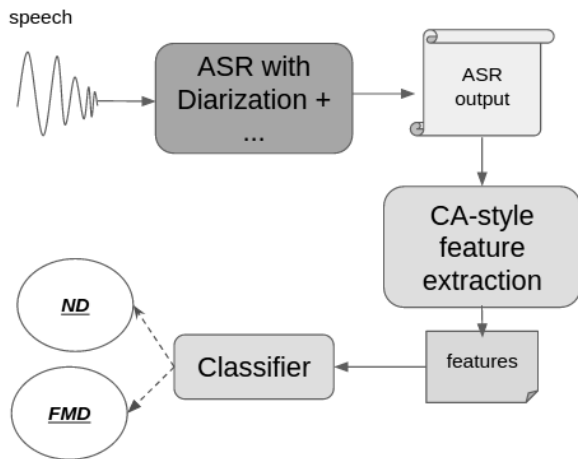 speech
ASR with
Diarization +
...
ASR
output
CA-style
feature
extraction
features
Classifier
ND
FMD